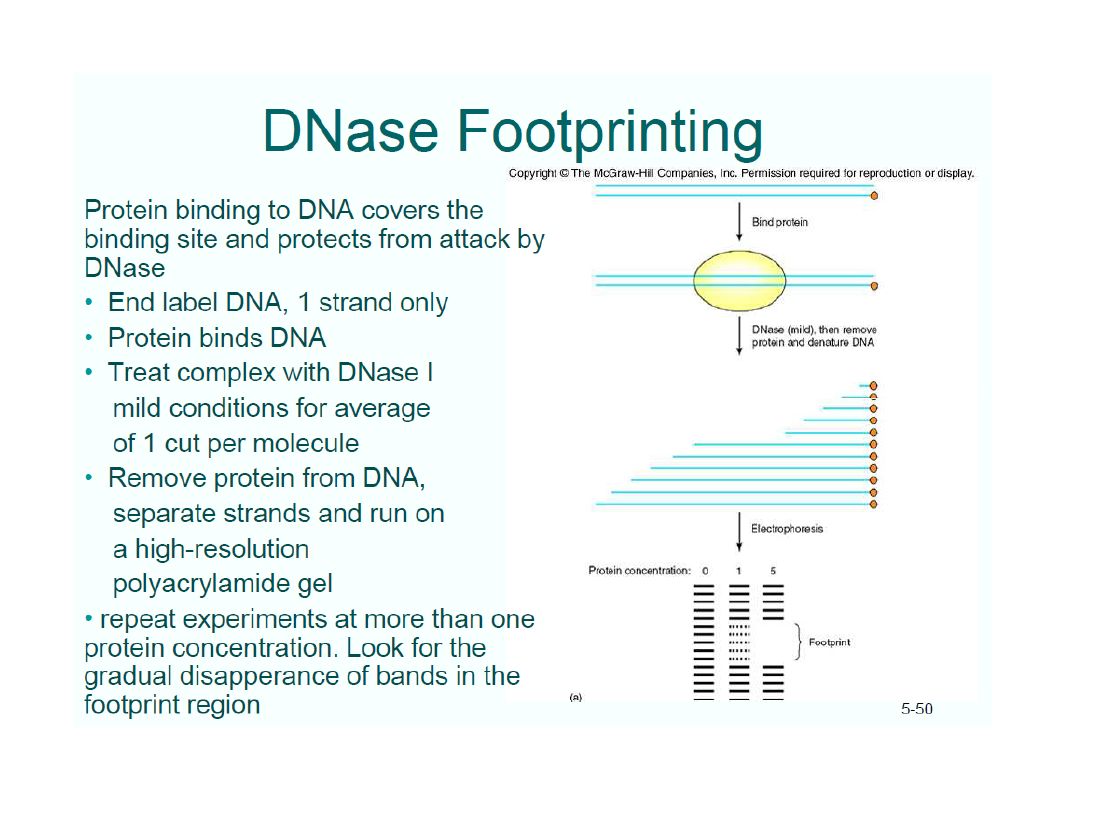 DNase Footprinting
Copyright © The McGraw-Hill Companies, Inc. Permission required for reproduction or display.
Protein binding to DNA covers the
binding site and protects from attack by
DNase
• End label DNA, 1 strand only
• Protein binds DNA
• Treat complex with DNase I
mild conditions for average
of 1 cut per molecule
• Remove protein from DNA,
separate strands and run on
a high-resolution
polyacrylamide gel
• repeat experiments at more than one
protein concentration. Look for the
gradual disapperance of bands in the
footprint region
Bind protein
DNase (mild), then remove
protein and denature DNA
Electrophoresis
Protein concentration: 0 1 5
Footprint
(a)
5-50